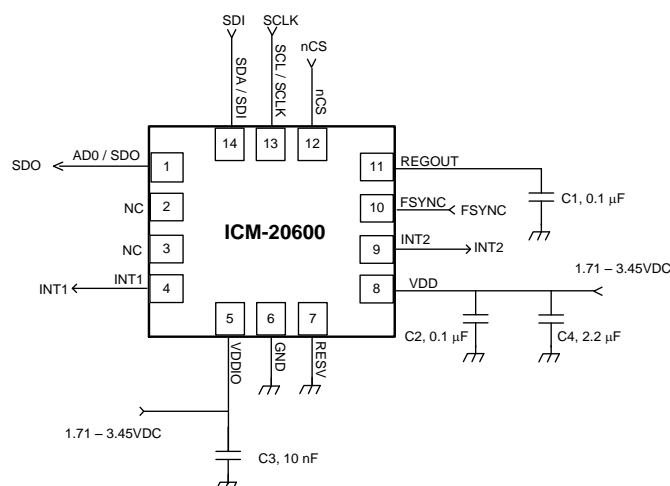 SDI
SCLK
nCS
SDA / SDI
SCL / SCLK
nCS
14
13
12
SDO
AD0 / SDO
1
11
REGOUT
C1, 0.1 µF
NC
2
10
FSYNC
FSYNC
ICM-20600
NC
3
9
INT2
INT2
INT1
INT1
4
8
VDD
1.71 – 3.45VDC
5
6
7
VDDIO
GND
RESV
C2, 0.1 µF
C4, 2.2 µF
1.71 – 3.45VDC
C3, 10 nF